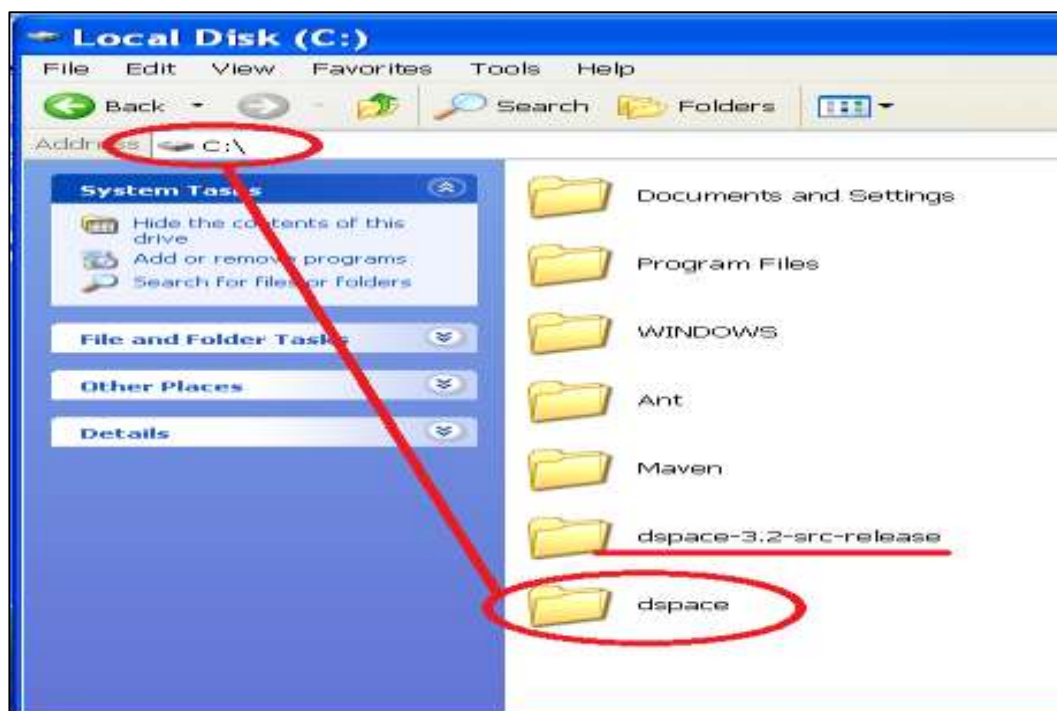 Local Disk (C:)
File Edit View Favorites Tools Help
Back Search Folders
Address C:\
System Tasks
Hide the contents of this
drive
Add or remove programs
Search for files or folders
File and Folder Tasks
Other Places
Details
Documents and Settings
Program Files
WINDOWS
Ant
Maven
dspace-3.2-src-release
dspace